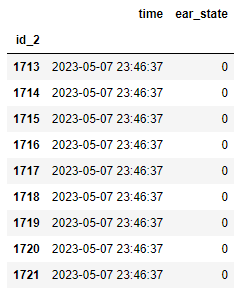 time ear_state
id_2
1713 2023-05-07 23:46:37 0
1714 2023-05-07 23:46:37 0
1715 2023-05-07 23:46:37 0
1716 2023-05-07 23:46:37 0
1717 2023-05-07 23:46:37 0
1718 2023-05-07 23:46:37 0
1719 2023-05-07 23:46:37 0
1720 2023-05-07 23:46:37 0
1721 2023-05-07 23:46:37 0